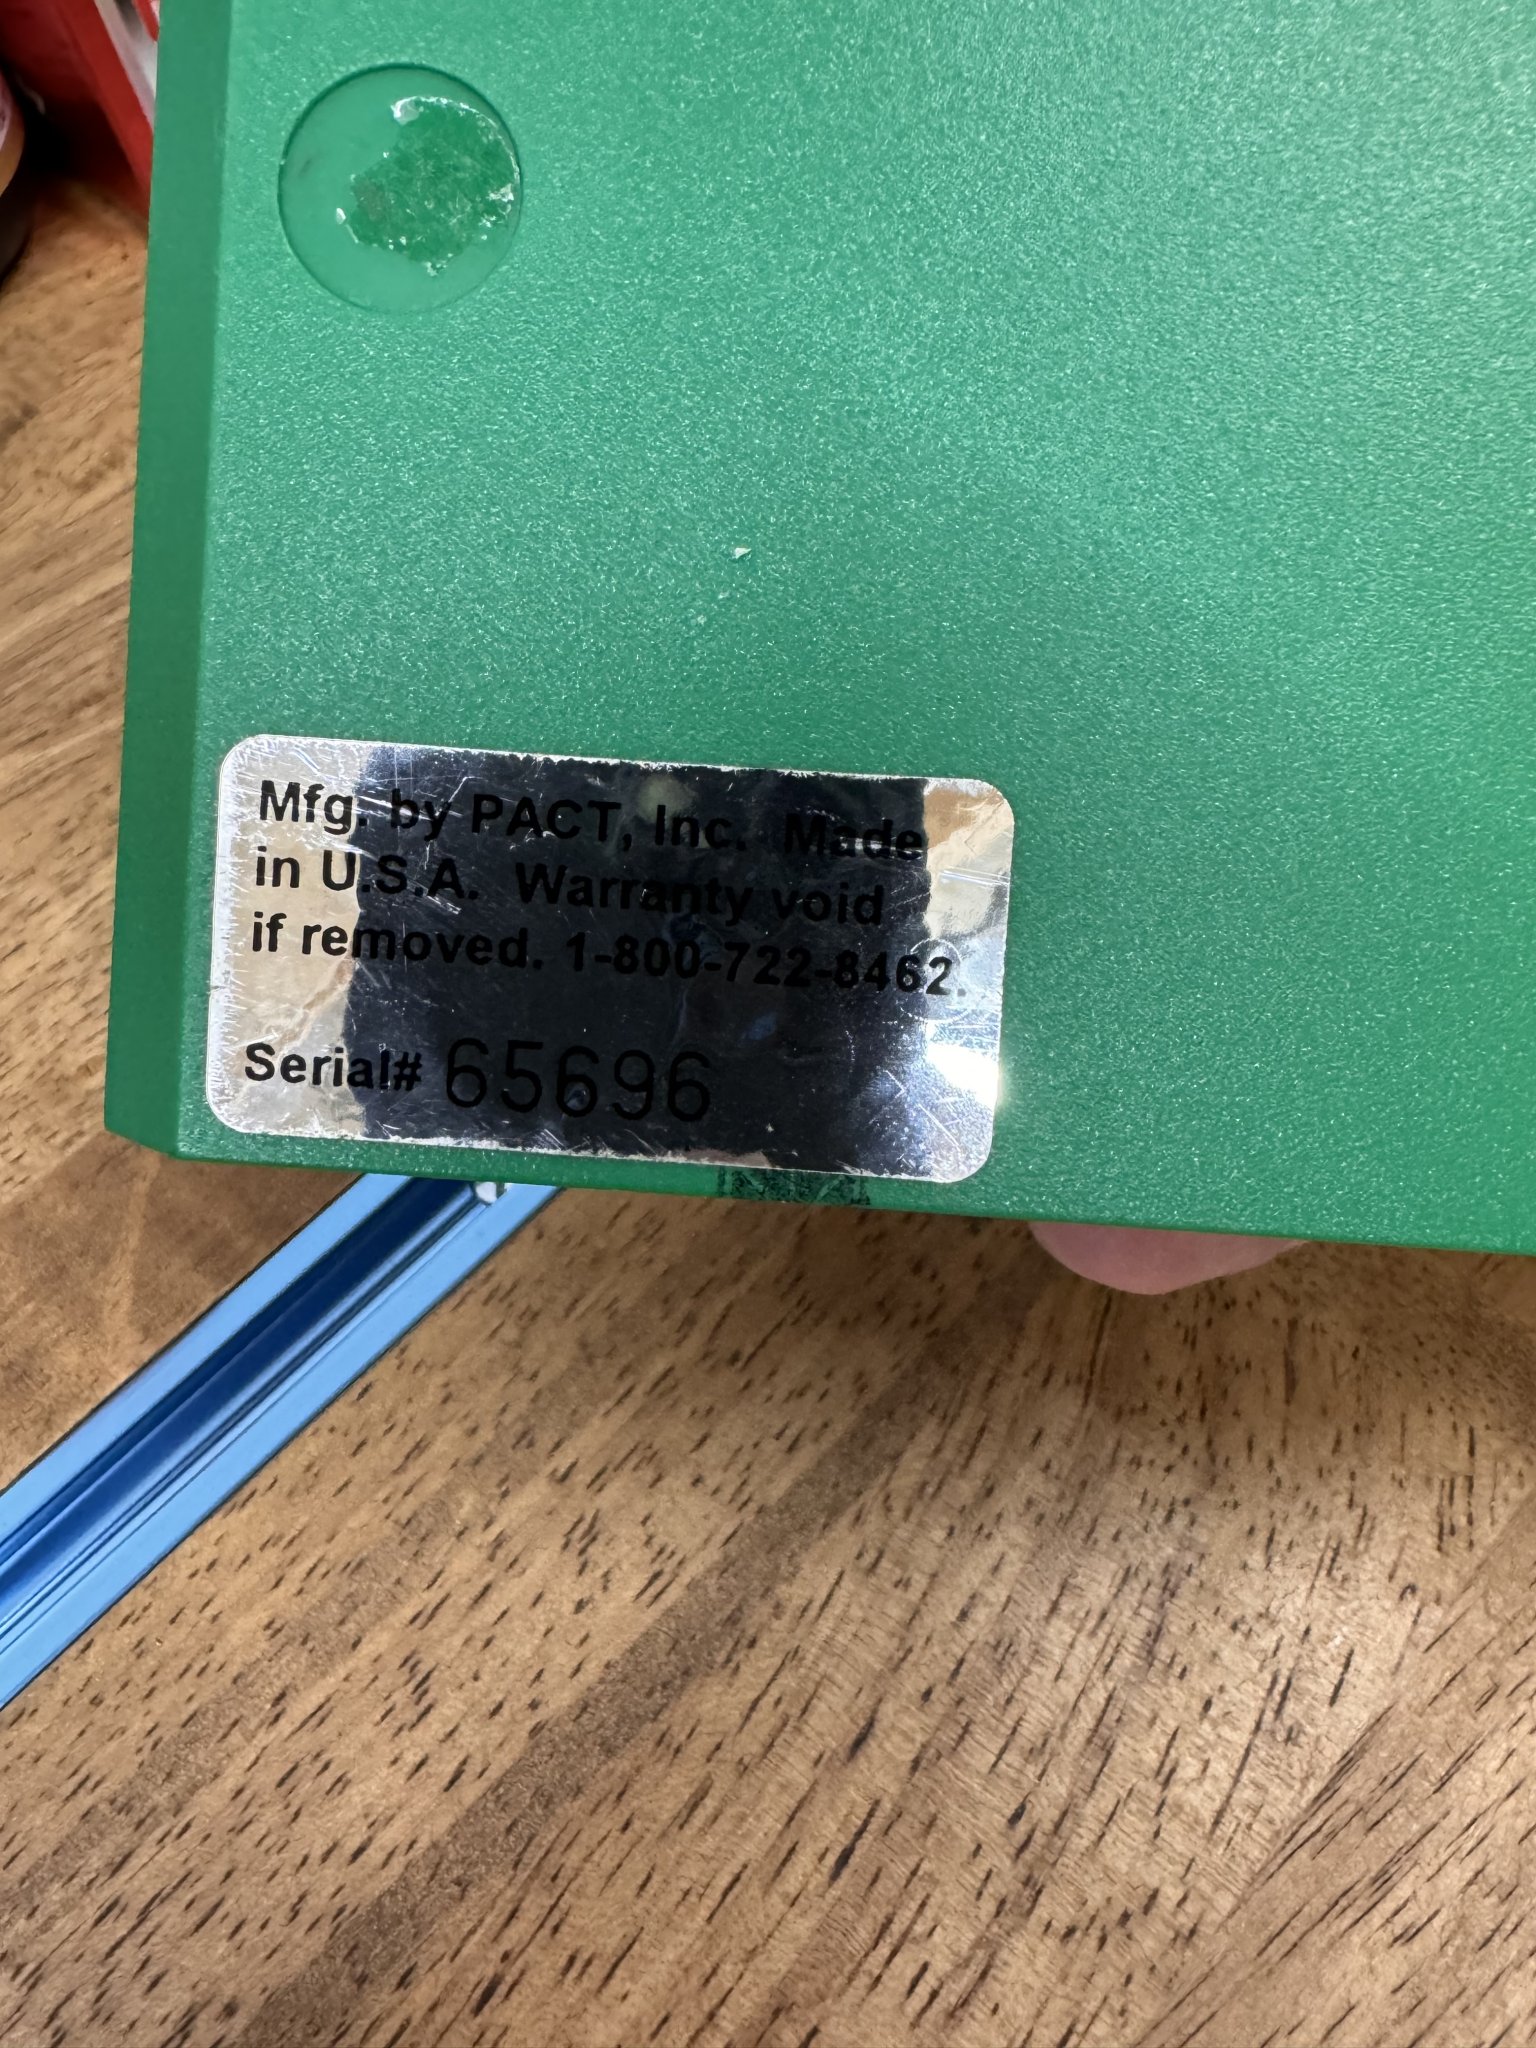 Mfg. by PACT, Inc. Made
in U.S.A. Warranty void
if removed. 1-800-722-8462.
Serial# 65696